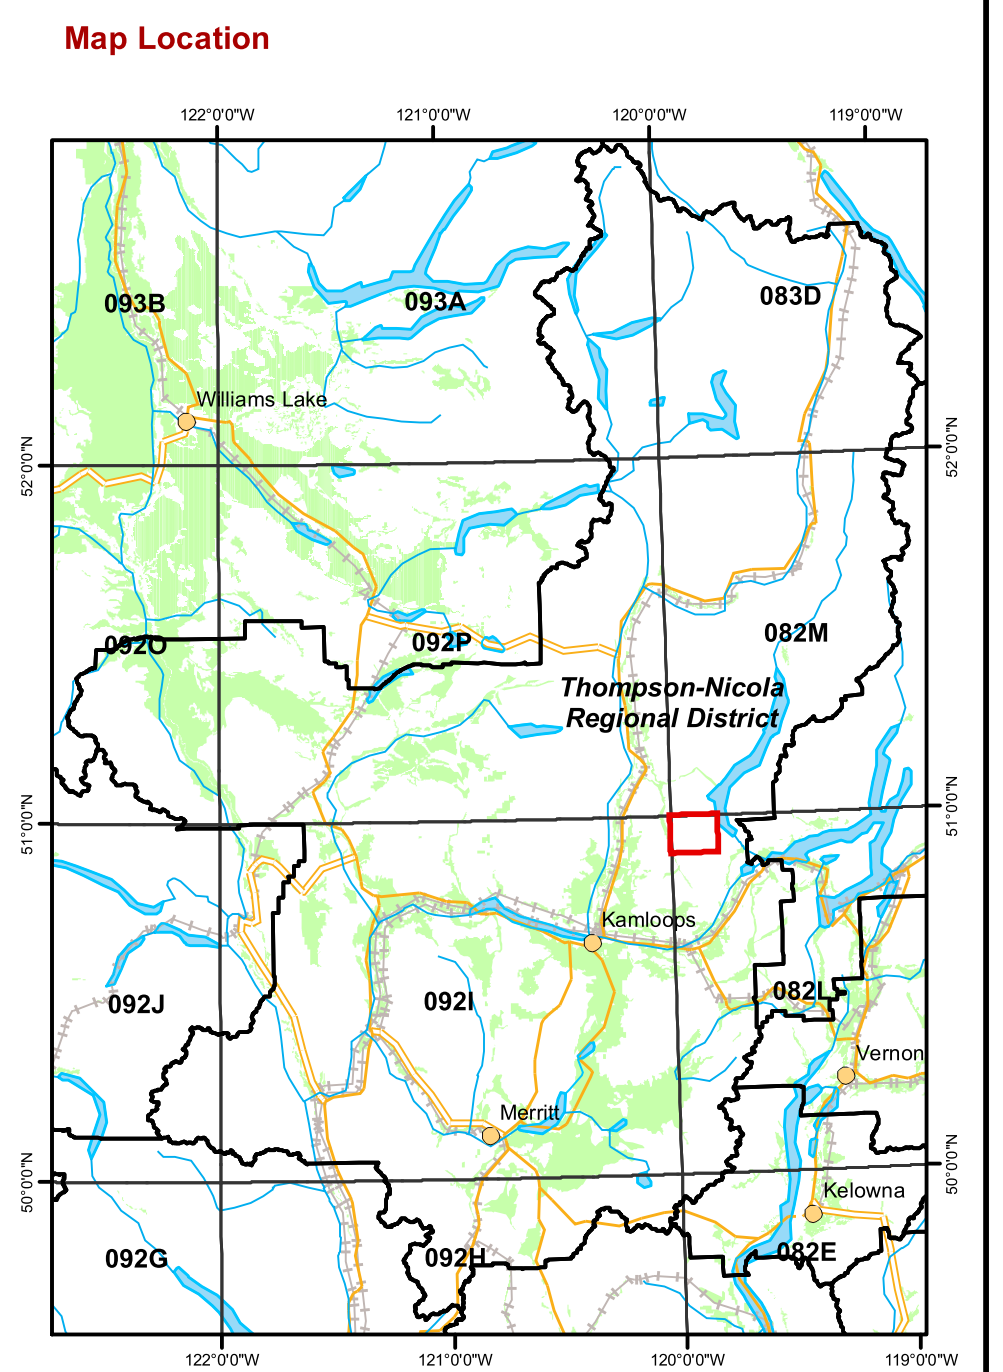 Map Location
122°0'0"W 121°0'0"W 120°0'0"W 119°0'0"W
093B 093A 083D
Williams Lake
52°0'0"N 52°0'0"N
092O 092P 082M
Thompson-Nicola
Regional District
51°0'0"N 51°0'0"N
Kamloops
092J 092I 082L
Vernon
Merritt
50°0'0"N 50°0'0"N
Kelowna
092G 092H 082E
122°0'0"W 121°0'0"W 120°0'0"W 119°0'0"W